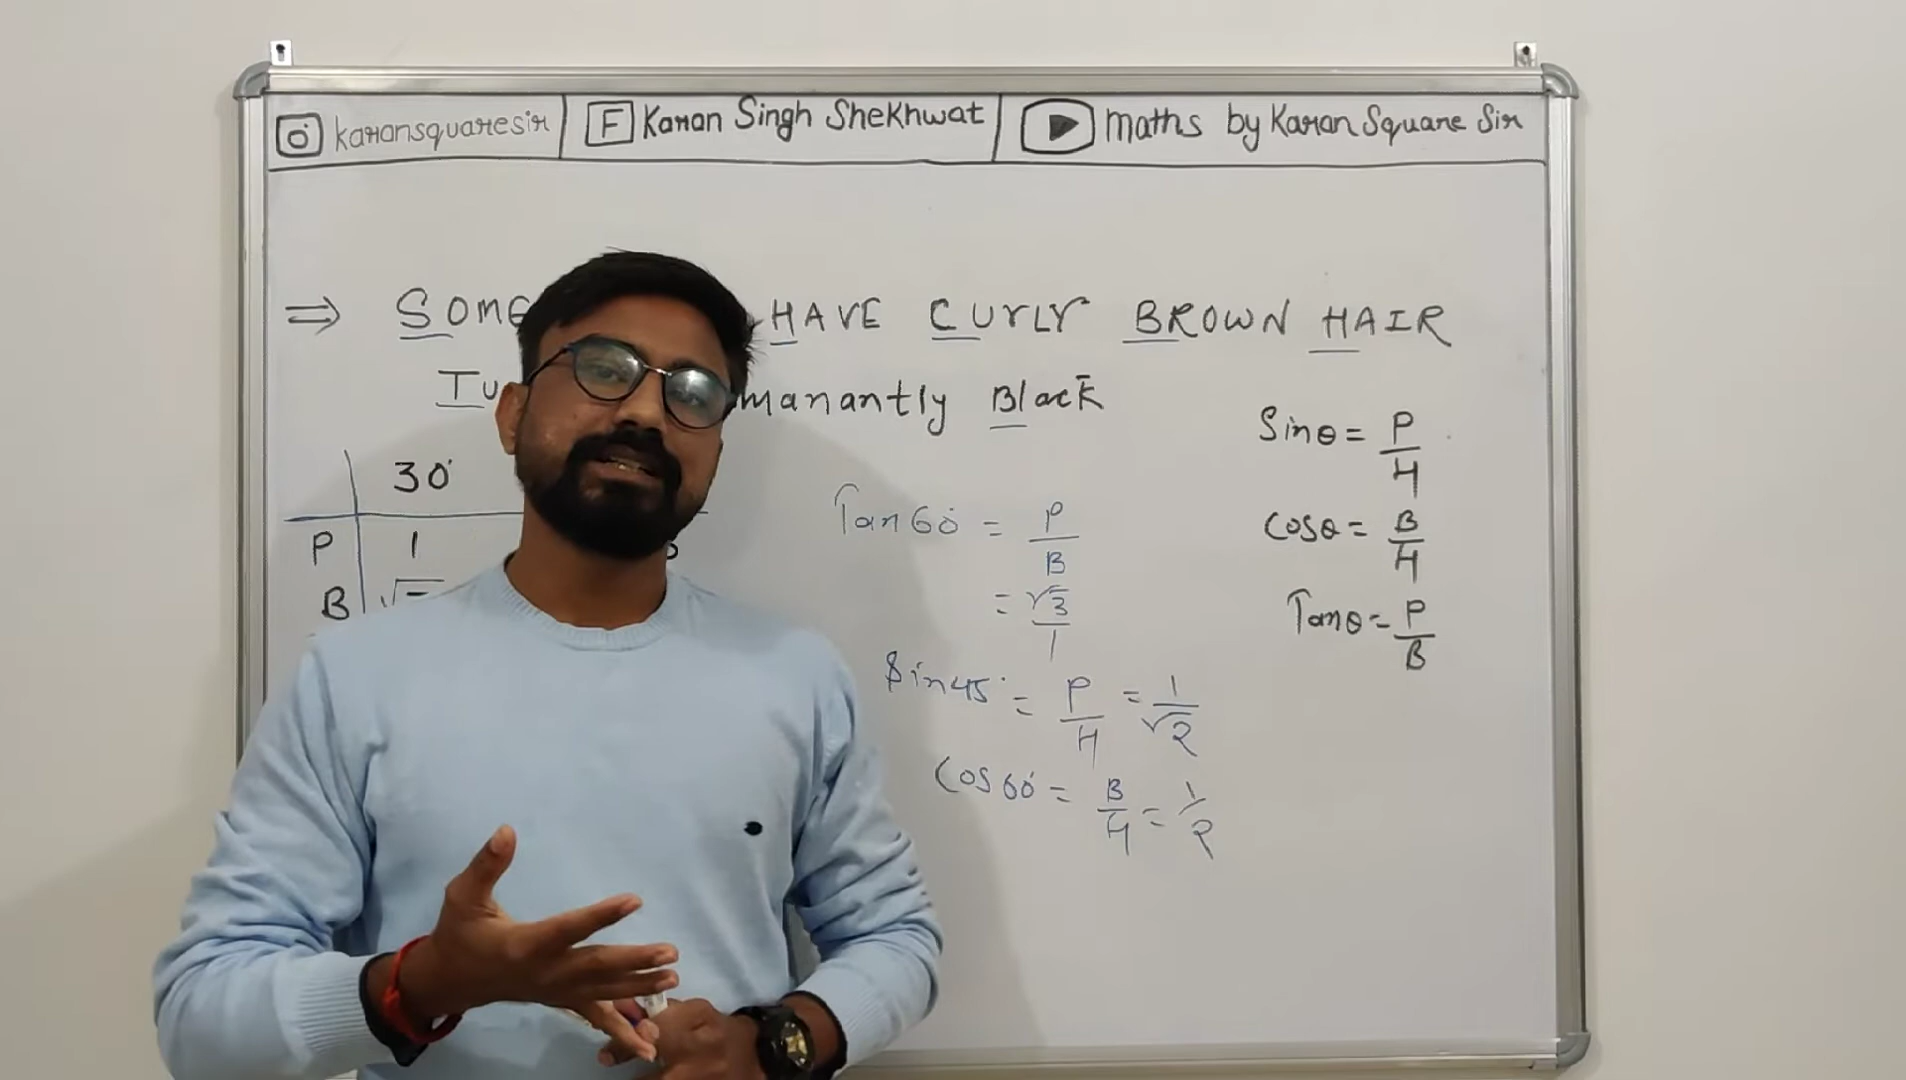 karansquaresir F Karan Singh Shekhwat maths by Karan Square Sir
⇒ SOME HAVE CURLY BROWN HAIR
Black
30°
P 1
B
Tan60° = P/B
= √3/1
Sin45° = P/H = 1/√2
Cos60° = B/H = 1/2
Sinθ = P/H
Cosθ = B/H
Tanθ = P/B